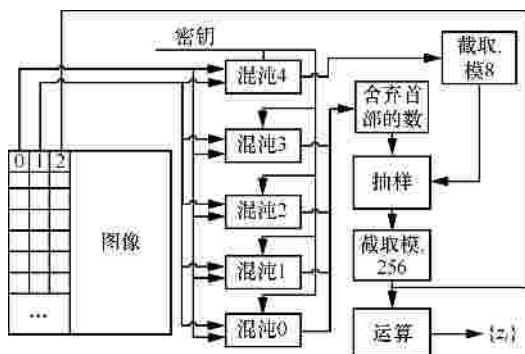 密钥
截取,
模8
混沌4
舍弃首
部的数
混沌3
0 1 2
抽样
混沌2
图像
截取模,
256
混沌1
...
混沌0
运算
{zᵢ}